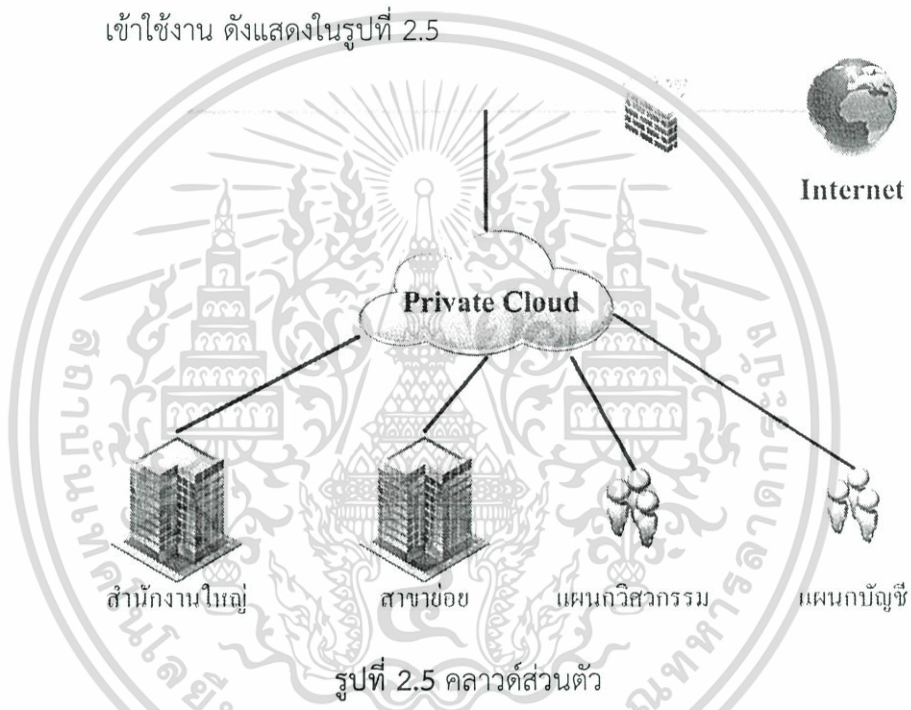 เข้าใช้งาน ดังแสดงในรูปที่ 2.5
Internet
Private Cloud
สำนักงานใหญ่
สาขาย่อย
แผนกวิศวกรรม
แผนกบัญชี
รูปที่ 2.5 คลาวด์ส่วนตัว